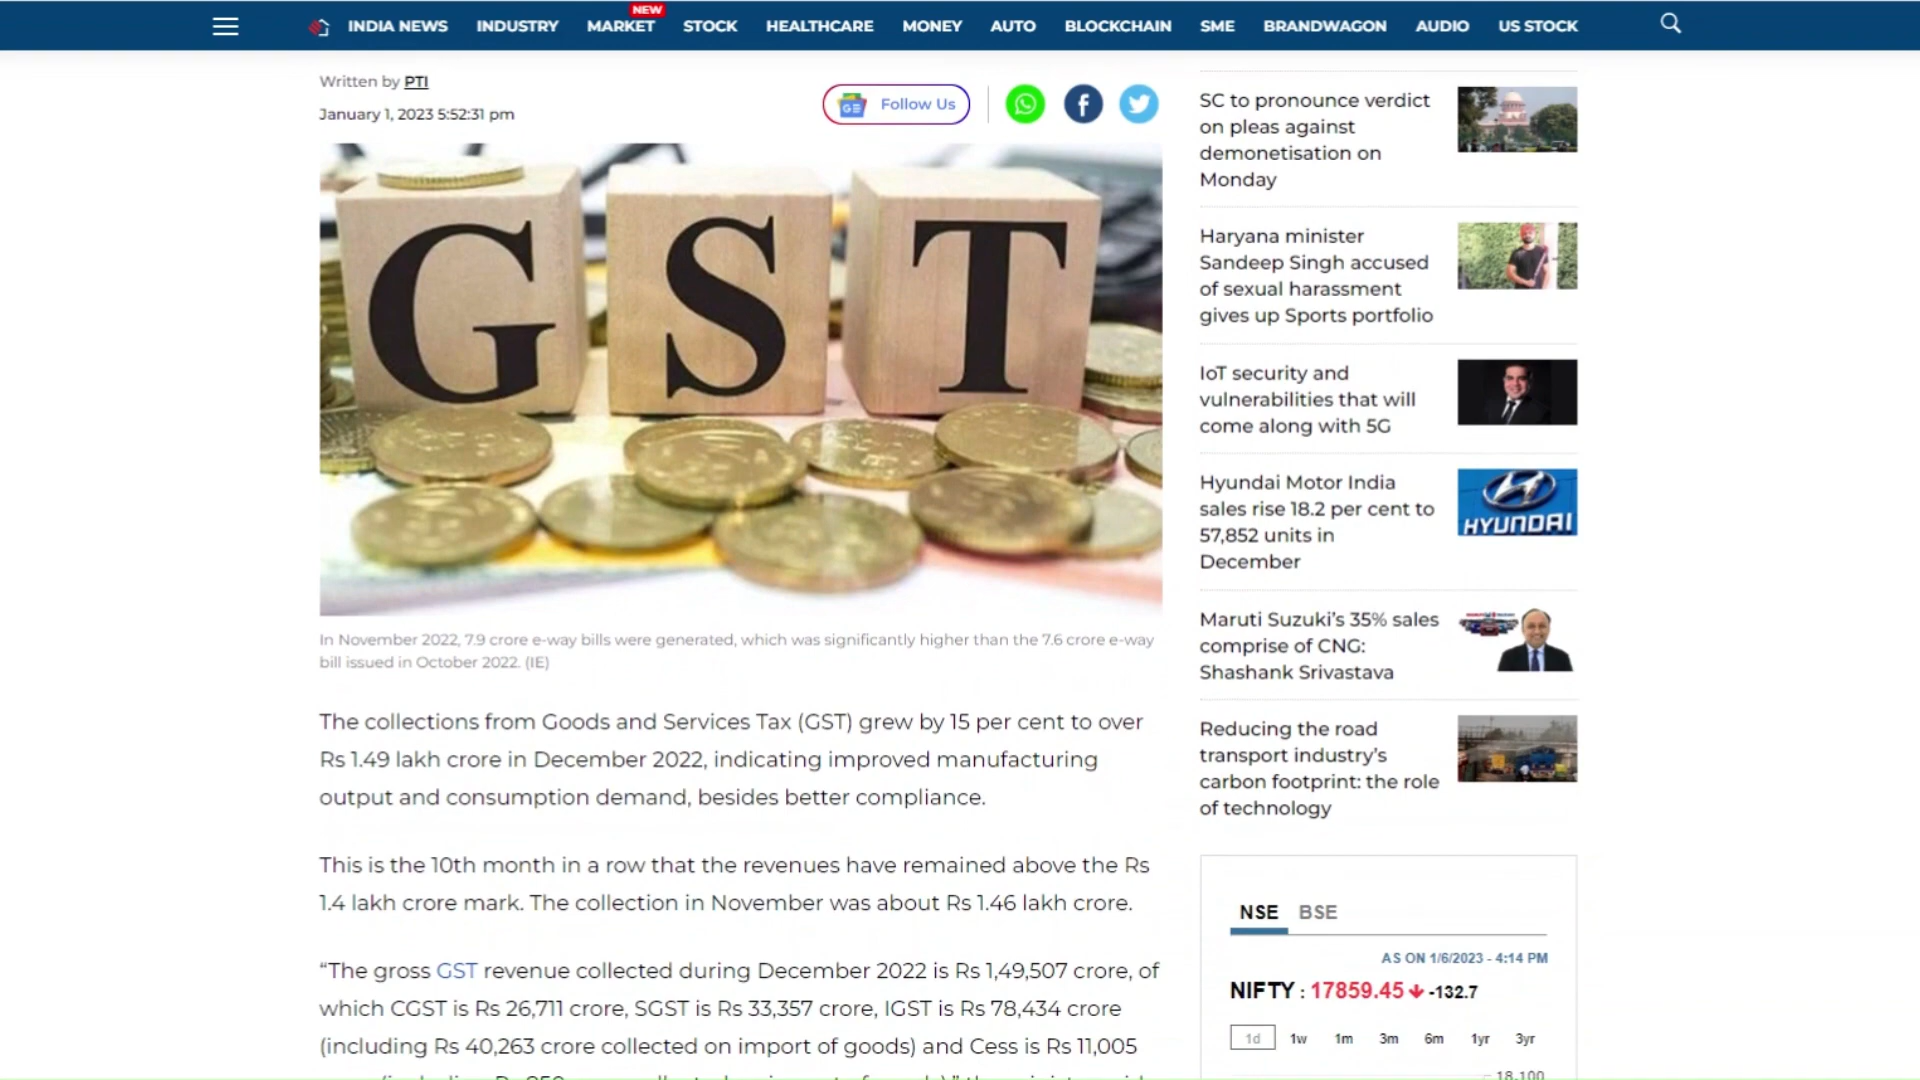 INDIA NEWS INDUSTRY MARKET NEW STOCK HEALTHCARE MONEY AUTO BLOCKCHAIN SME BRANDWAGON AUDIO US STOCK
Written by PTI
January 1, 2023 5:52:31 pm
GE Follow Us
G S T
In November 2022, 7.9 crore e-way bills were generated, which was significantly higher than the 7.6 crore e-way
bill issued in October 2022. (IE)
The collections from Goods and Services Tax (GST) grew by 15 per cent to over
Rs 1.49 lakh crore in December 2022, indicating improved manufacturing
output and consumption demand, besides better compliance.
This is the 10th month in a row that the revenues have remained above the Rs
1.4 lakh crore mark. The collection in November was about Rs 1.46 lakh crore.
“The gross GST revenue collected during December 2022 is Rs 1,49,507 crore, of
which CGST is Rs 26,711 crore, SGST is Rs 33,357 crore, IGST is Rs 78,434 crore
(including Rs 40,263 crore collected on import of goods) and Cess is Rs 11,005
SC to pronounce verdict
on pleas against
demonetisation on
Monday
Haryana minister
Sandeep Singh accused
of sexual harassment
gives up Sports portfolio
IoT security and
vulnerabilities that will
come along with 5G
Hyundai Motor India
sales rise 18.2 per cent to
57,852 units in
December
HYUNDAI
Maruti Suzuki’s 35% sales
comprise of CNG:
Shashank Srivastava
Reducing the road
transport industry’s
carbon footprint: the role
of technology
NSE BSE
AS ON 1/6/2023 - 4:14 PM
NIFTY : 17859.45 -132.7
1d 1w 1m 3m 6m 1yr 3yr
18,100